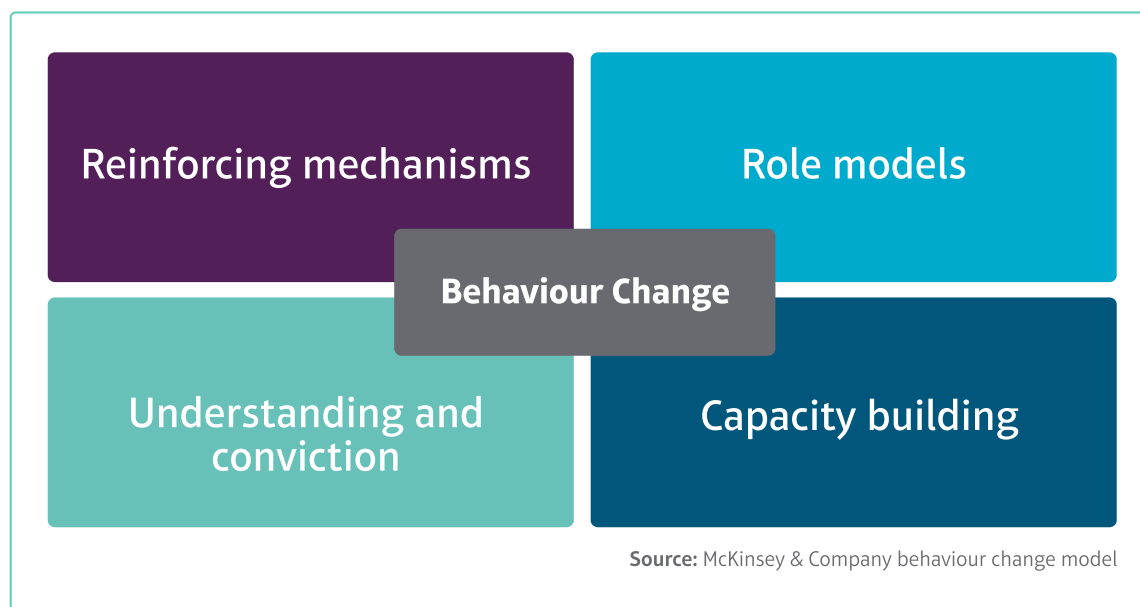 Reinforcing mechanisms
Role models
Behaviour Change
Understanding and
conviction
Capacity building
Source: McKinsey & Company behaviour change model